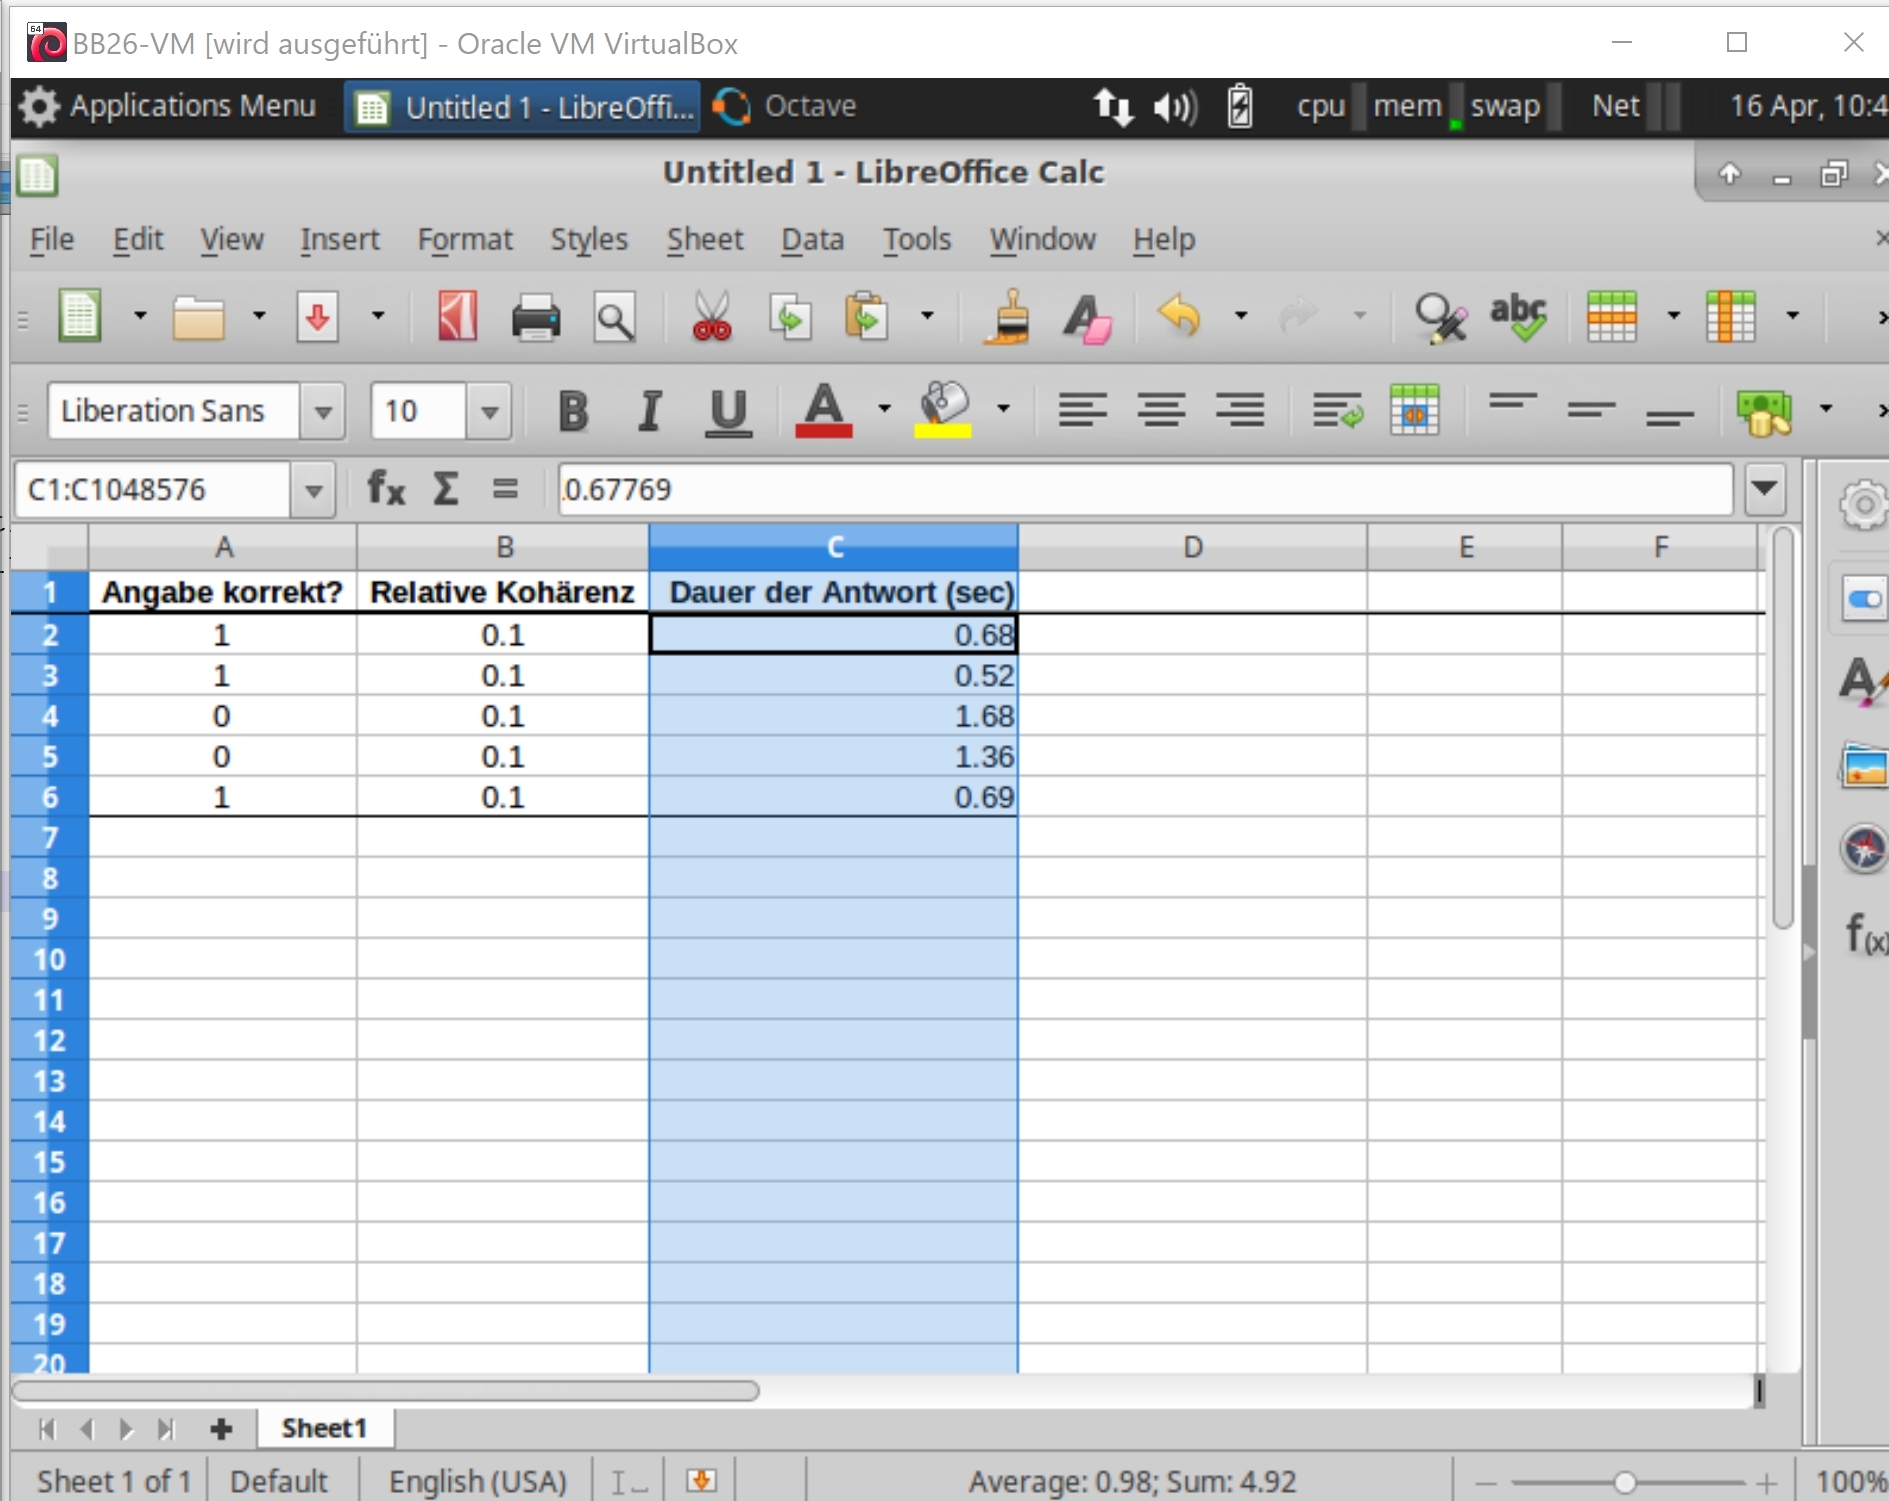 BB26-VM [wird ausgeführt] - Oracle VM VirtualBox
Applications Menu Untitled 1 - LibreOffi... Octave cpu mem swap Net 16 Apr, 10:4
Untitled 1 - LibreOffice Calc
File Edit View Insert Format Styles Sheet Data Tools Window Help
abc
Liberation Sans 10 B I U A
C1:C1048576 fx Σ = 0.67769
A B C D E F
1 Angabe korrekt? Relative Kohärenz Dauer der Antwort (sec)
2 1 0.1 0.68
3 1 0.1 0.52
4 0 0.1 1.68
5 0 0.1 1.36
6 1 0.1 0.69
7
8
9
10
11
12
13
14
15
16
17
18
19
20
Sheet1
Sheet 1 of 1 Default English (USA) Average: 0.98; Sum: 4.92 100%